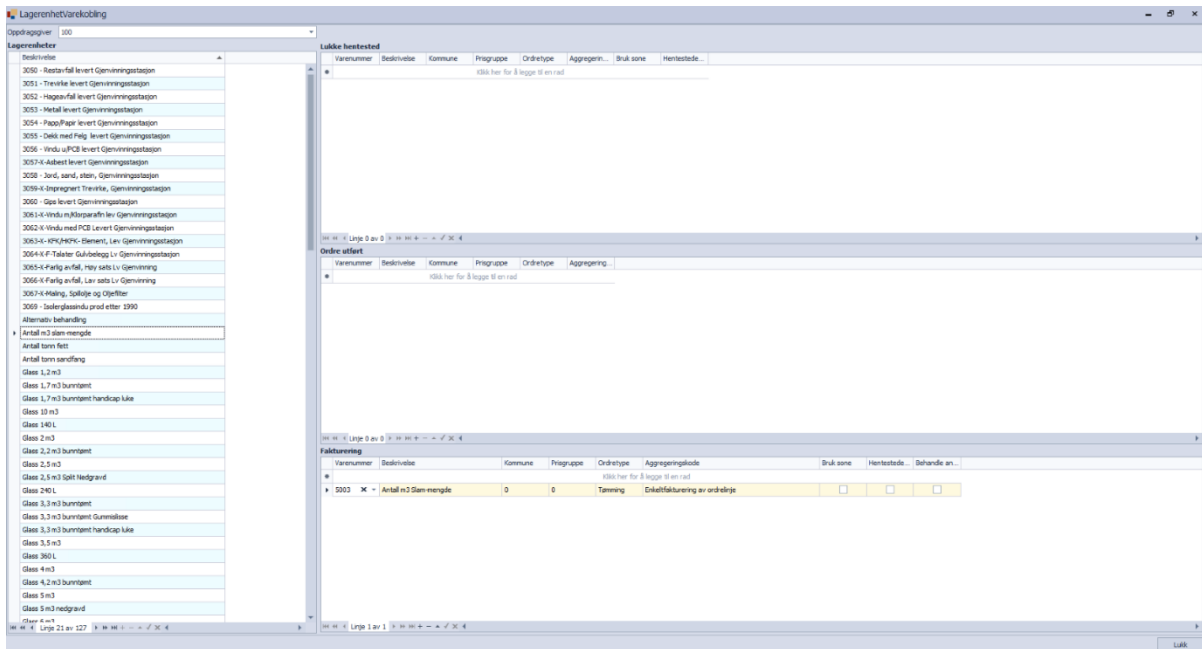 LagerenhetVarekobling
Oppdragsgiver 100
Lagerenheter
Beskrivelse
3050 - Restavfall levert Gjenvinningsstasjon
3051 - Trevirke levert Gjenvinningsstasjon
3052 - Hageavfall levert Gjenvinningsstasjon
3053 - Metall levert Gjenvinningsstasjon
3054 - Papp/Papir levert Gjenvinningsstasjon
3055 - Dekk med Felg levert Gjenvinningsstasjon
3056 - Vindu u/PCB levert Gjenvinningsstasjon
3057-X-Asbest levert Gjenvinningsstasjon
3058 - Jord, sand, stein, Gjenvinningsstasjon
3059-X-Impregnert Trevirke, Gjenvinningsstasjon
3060 - Gips levert Gjenvinningsstasjon
3061-X-Vindu m/Klorparafin lev Gjenvinningsstasjon
3062-X-Vindu med PCB Levert Gjenvinningsstasjon
3063-X- KFK/HKFK- Element, Lev Gjenvinningsstasjon
3064-X-F-Talater Gulvbelegg Lv Gjenvinningsstasjon
3065-X-Farlig avfall, Høy sats Lv Gjenvinning
3066-X-Farlig avfall, Lav sats Lv Gjenvinning
3067-X-Maling, Spillolje og Oljefilter
3069 - Isolerglassindu prod etter 1990
Alternativ behandling
Antall m3 slam-mengde
Antall tonn fett
Antall tonn sandfang
Glass 1,2 m3
Glass 1,7 m3 bunntømt
Glass 1,7 m3 bunntømt handicap luke
Glass 10 m3
Glass 140 L
Glass 2 m3
Glass 2,2 m3 bunntømt
Glass 2,5 m3
Glass 2,5 m3 Split Nedgravd
Glass 240 L
Glass 3,3 m3 bunntømt
Glass 3,3 m3 bunntømt Gummislisse
Glass 3,3 m3 bunntømt handicap luke
Glass 3,5 m3
Glass 360 L
Glass 4 m3
Glass 4,2 m3 bunntømt
Glass 5 m3
Glass 5 m3 nedgravd
Glass 6 m3
Linje 21 av 127
Lukke hentested
Varenummer Beskrivelse Kommune Prisgruppe Ordretype Aggregerin... Bruk sone Hentestede...
Klikk her for å legge til en rad
Linje 0 av 0
Ordre utført
Varenummer Beskrivelse Kommune Prisgruppe Ordretype Aggregering...
Klikk her for å legge til en rad
Linje 0 av 0
Fakturering
Varenummer Beskrivelse Kommune Prisgruppe Ordretype Aggregeringskode Bruk sone Hentestede... Behandle an...
Klikk her for å legge til en rad
5003 Antall m3 Slam-mengde 0 0 Tømming Enkeltfakturering av ordrelinje
Linje 1 av 1
Lukk